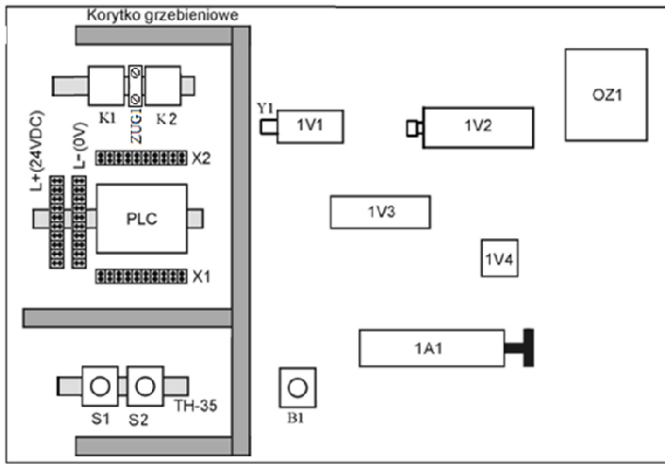 Korytko grzebieniowe
K1
ZUG1
K2
L+(24VDC)
L-(0V)
X2
PLC
X1
S1
S2
TH-35
Y1
1V1
1V2
OZ1
1V3
1V4
1A1
B1